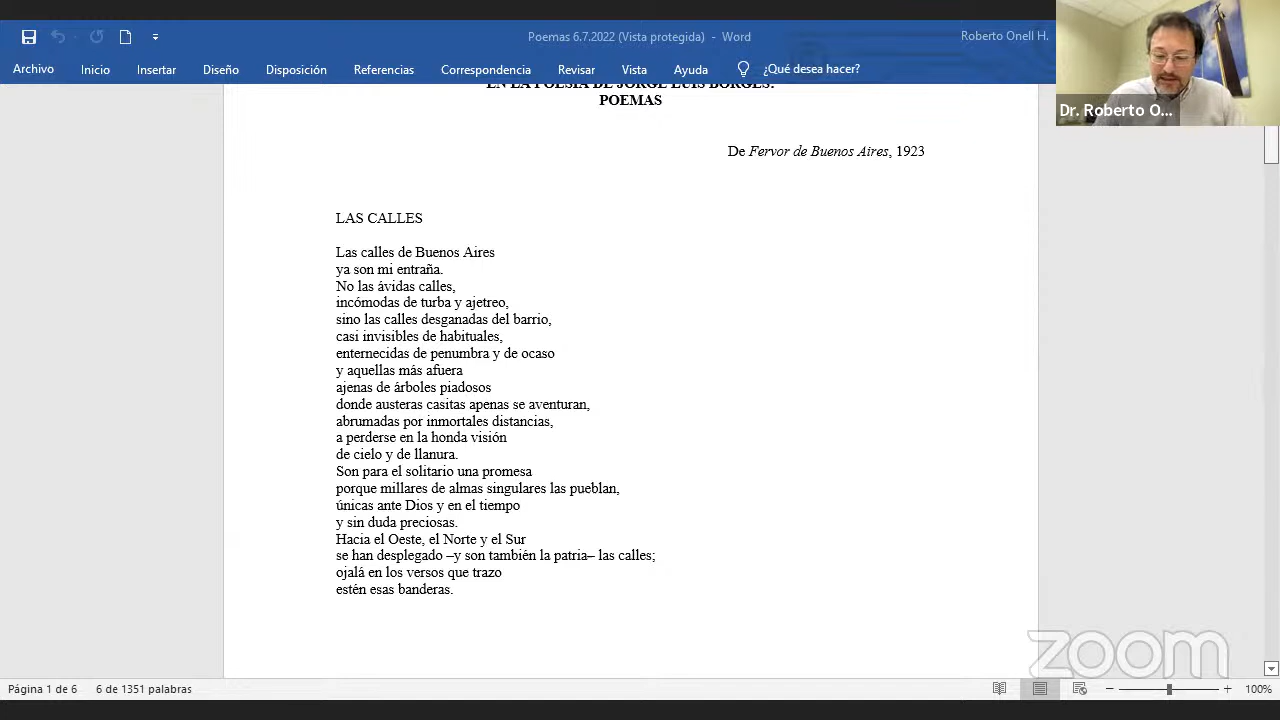 Poemas 6.7.2022 (Vista protegida) - Word
Roberto Onell H.
Archivo Inicio Insertar Diseño Disposición Referencias Correspondencia Revisar Vista Ayuda ¿Qué desea hacer?
EN LA POESÍA DE JORGE LUIS BORGES:
POEMAS
Dr. Roberto O...
De Fervor de Buenos Aires, 1923
LAS CALLES
Las calles de Buenos Aires
ya son mi entraña.
No las ávidas calles,
incómodas de turba y ajetreo,
sino las calles desganadas del barrio,
casi invisibles de habituales,
enternecidas de penumbra y de ocaso
y aquellas más afuera
ajenas de árboles piadosos
donde austeras casitas apenas se aventuran,
abrumadas por inmortales distancias,
a perderse en la honda visión
de cielo y de llanura.
Son para el solitario una promesa
porque millares de almas singulares las pueblan,
únicas ante Dios y en el tiempo
y sin duda preciosas.
Hacia el Oeste, el Norte y el Sur
se han desplegado –y son también la patria– las calles;
ojalá en los versos que trazo
estén esas banderas.
zoom
Página 1 de 6 6 de 1351 palabras 100%